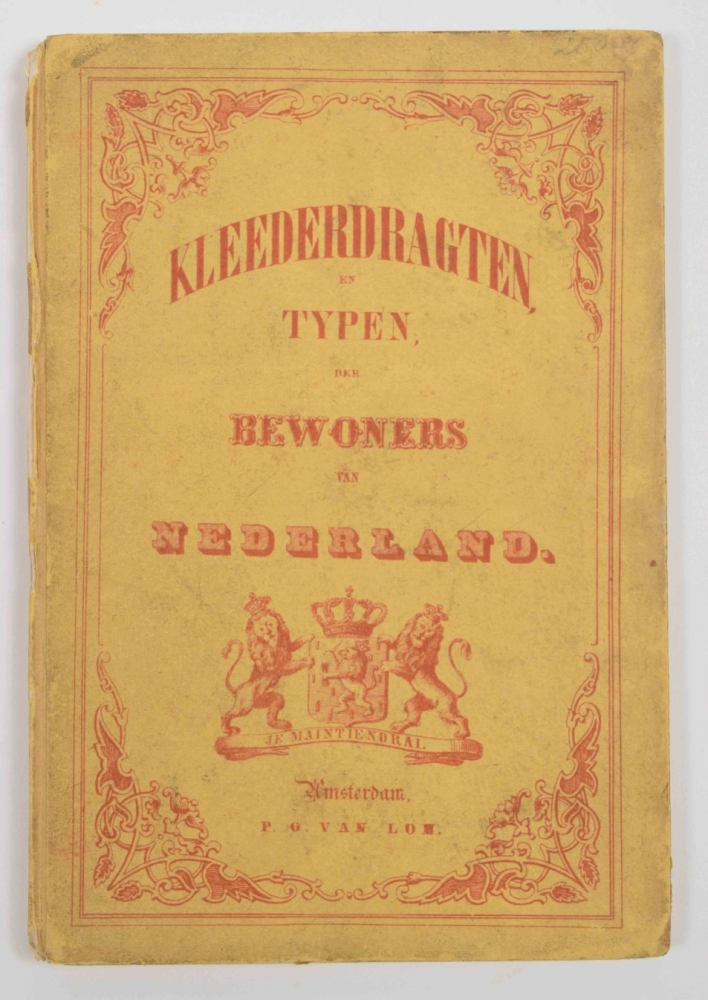 KLEEDERDRAGTEN,
EN
TYPEN,
DER
BEWONERS
VAN
NEDERLAND.
JE MAINTIENDRAI.
Amsterdam,
P. G. VAN LOM.